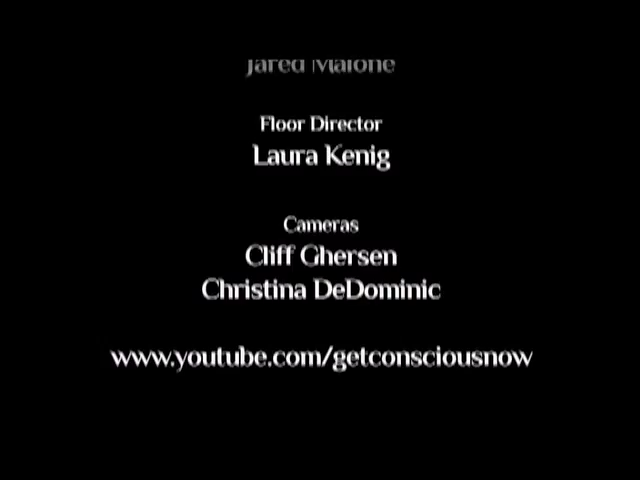 Jared Malone
Floor Director
Laura Kenig
Cameras
Cliff Ghersen
Christina DeDominic
www.youtube.com/getconsciousnow